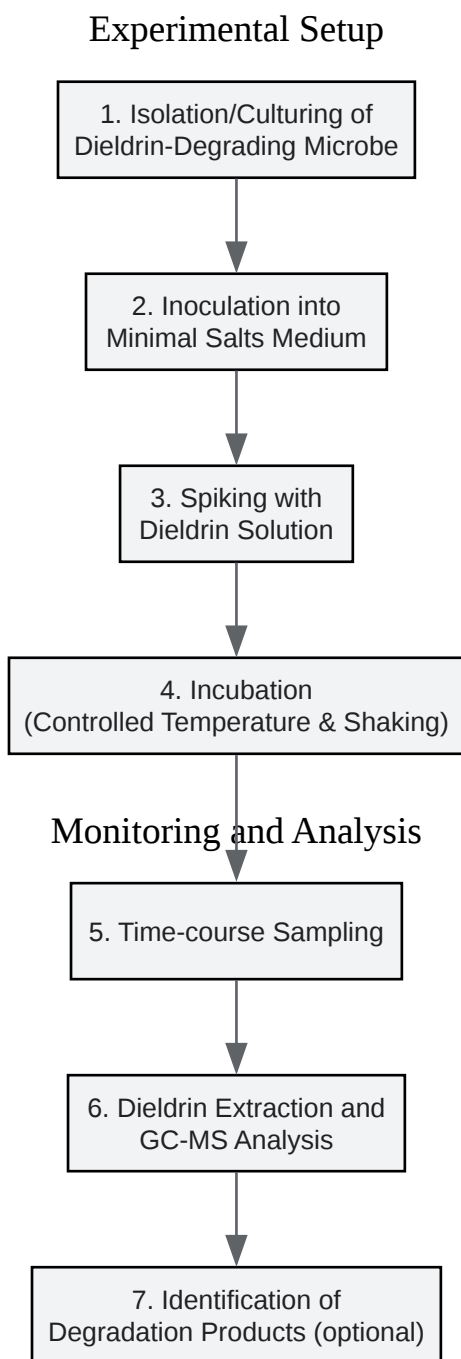 Experimental Setup
1. Isolation/Culturing of
Dieldrin-Degrading Microbe
2. Inoculation into
Minimal Salts Medium
3. Spiking with
Dieldrin Solution
4. Incubation
(Controlled Temperature & Shaking)
Monitoring and Analysis
5. Time-course Sampling
6. Dieldrin Extraction and
GC-MS Analysis
7. Identification of
Degradation Products (optional)